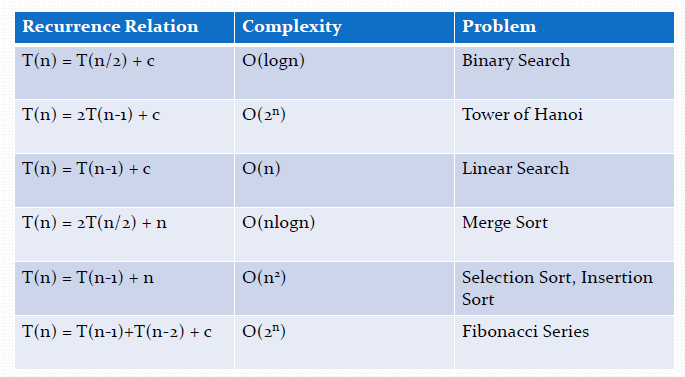 Recurrence Relation Complexity Problem
T(n) = T(n/2) + c O(logn) Binary Search
T(n) = 2T(n-1) + c O(2ⁿ) Tower of Hanoi
T(n) = T(n-1) + c O(n) Linear Search
T(n) = 2T(n/2) + n O(nlogn) Merge Sort
T(n) = T(n-1) + n O(n²) Selection Sort, Insertion
Sort
T(n) = T(n-1)+T(n-2) + c O(2ⁿ) Fibonacci Series